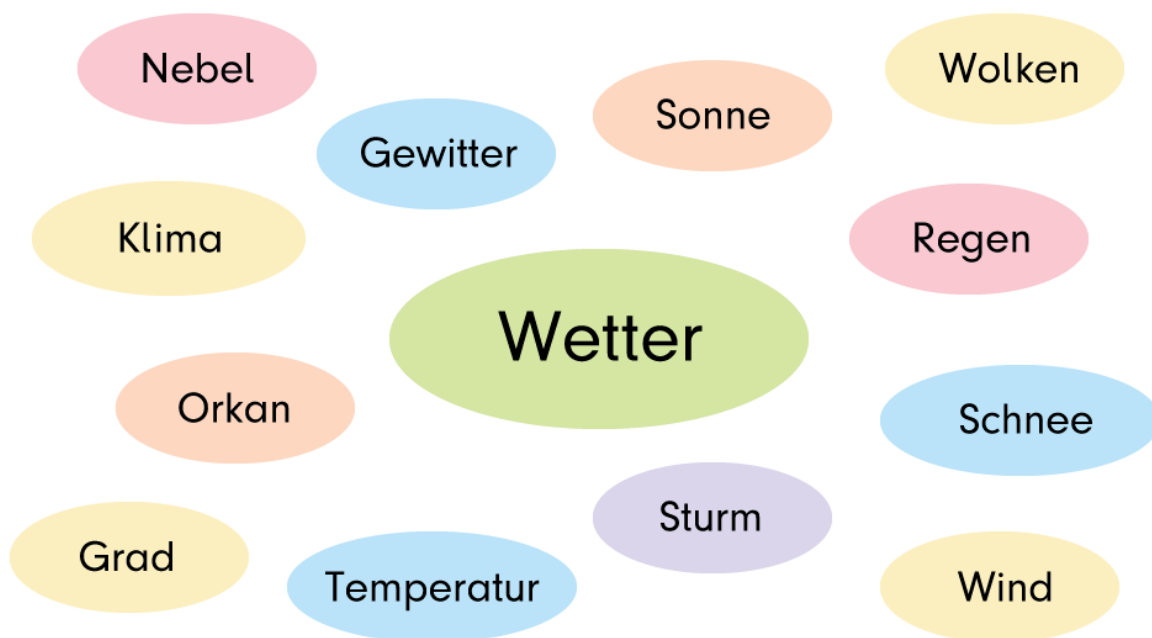 Nebel
Wolken
Sonne
Gewitter
Klima
Regen
Wetter
Orkan
Schnee
Sturm
Grad
Temperatur
Wind